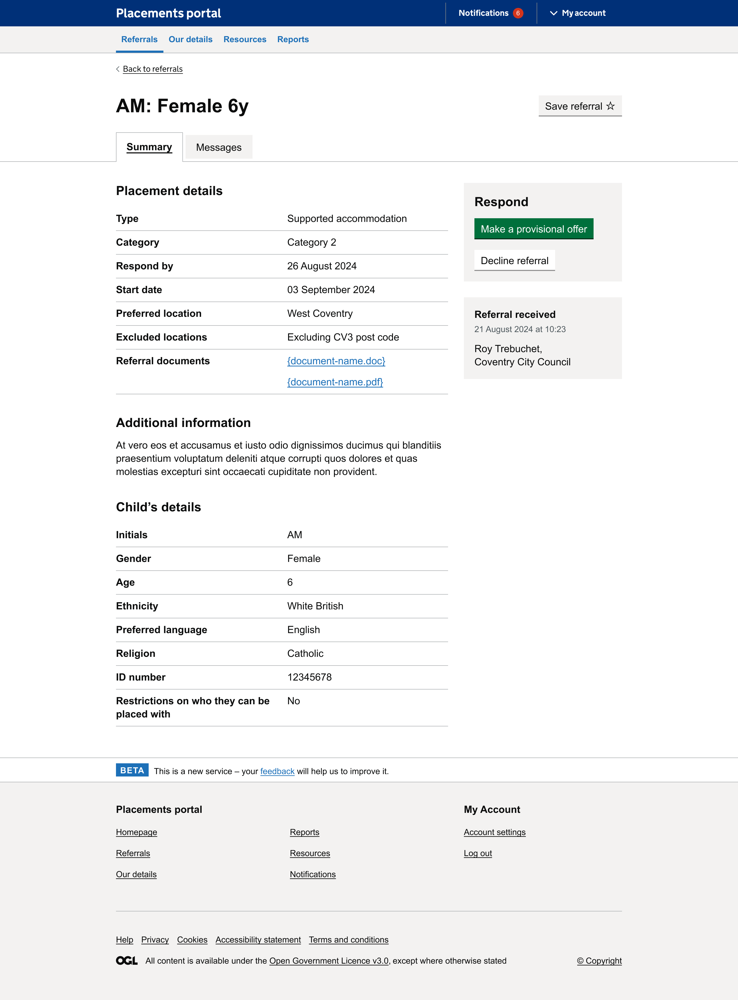 Placements portal
Notifications 6
My account
Referrals Our details Resources Reports
Back to referrals
AM: Female 6y
Save referral ☆
Summary Messages
Placement details
Type Supported accommodation
Category Category 2
Respond by 26 August 2024
Start date 03 September 2024
Preferred location West Coventry
Excluded locations Excluding CV3 post code
Referral documents {document-name.doc}
{document-name.pdf}
Respond
Make a provisional offer
Decline referral
Referral received
21 August 2024 at 10:23
Roy Trebuchet,
Coventry City Council
Additional information
At vero eos et accusamus et iusto odio dignissimos ducimus qui blanditiis
praesentium voluptatum deleniti atque corrupti quos dolores et quas
molestias excepturi sint occaecati cupiditate non provident.
Child’s details
Initials AM
Gender Female
Age 6
Ethnicity White British
Preferred language English
Religion Catholic
ID number 12345678
Restrictions on who they can be No
placed with
BETA This is a new service – your feedback will help us to improve it.
Placements portal
My Account
Homepage Reports Account settings
Referrals Resources Log out
Our details Notifications
Help Privacy Cookies Accessibility statement Terms and conditions
OGL All content is available under the Open Government Licence v3.0, except where otherwise stated © Copyright